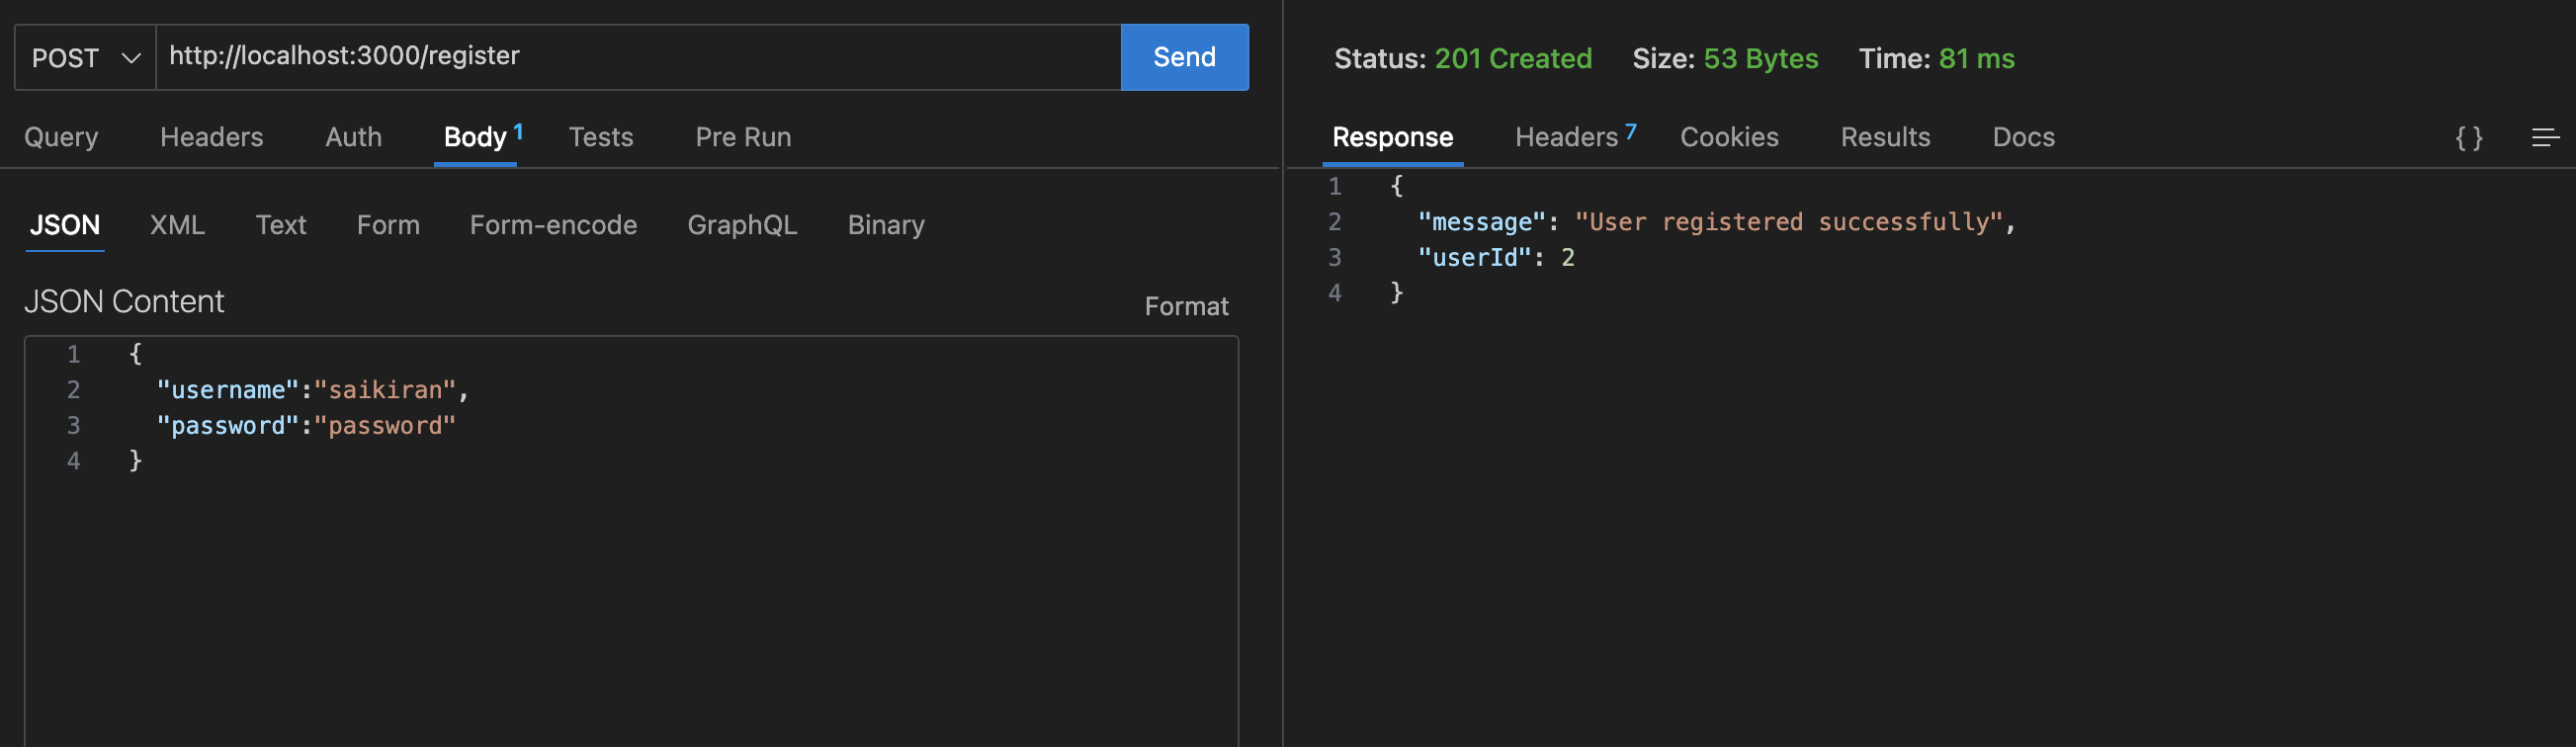 POST http://localhost:3000/register Send
Query Headers Auth Body 1 Tests Pre Run
JSON XML Text Form Form-encode GraphQL Binary
JSON Content Format
1 {
2 "username":"saikiran",
3 "password":"password"
4 }
Status: 201 Created Size: 53 Bytes Time: 81 ms
Response Headers 7 Cookies Results Docs { }
1 {
2 "message": "User registered successfully",
3 "userId": 2
4 }